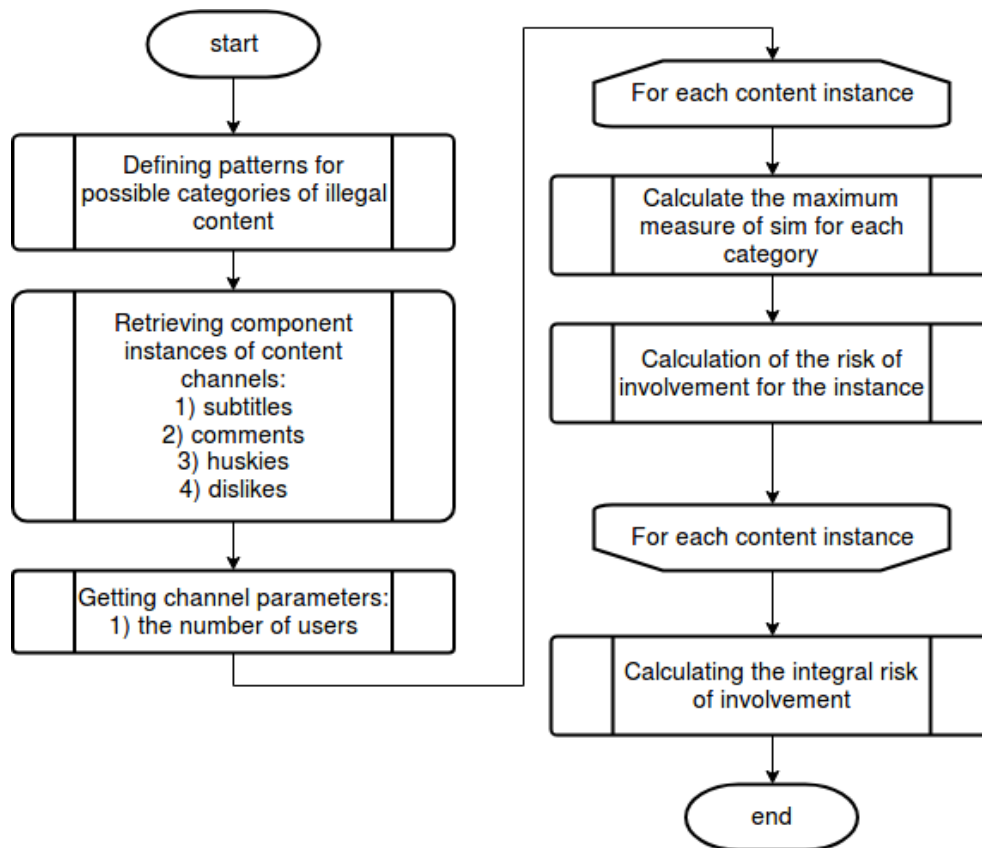 start
Defining patterns for
possible categories of illegal
content
Retrieving component
instances of content
channels:
1) subtitles
2) comments
3) huskies
4) dislikes
Getting channel parameters:
1) the number of users
For each content instance
Calculate the maximum
measure of sim for each
category
Calculation of the risk of
involvement for the instance
For each content instance
Calculating the integral risk
of involvement
end